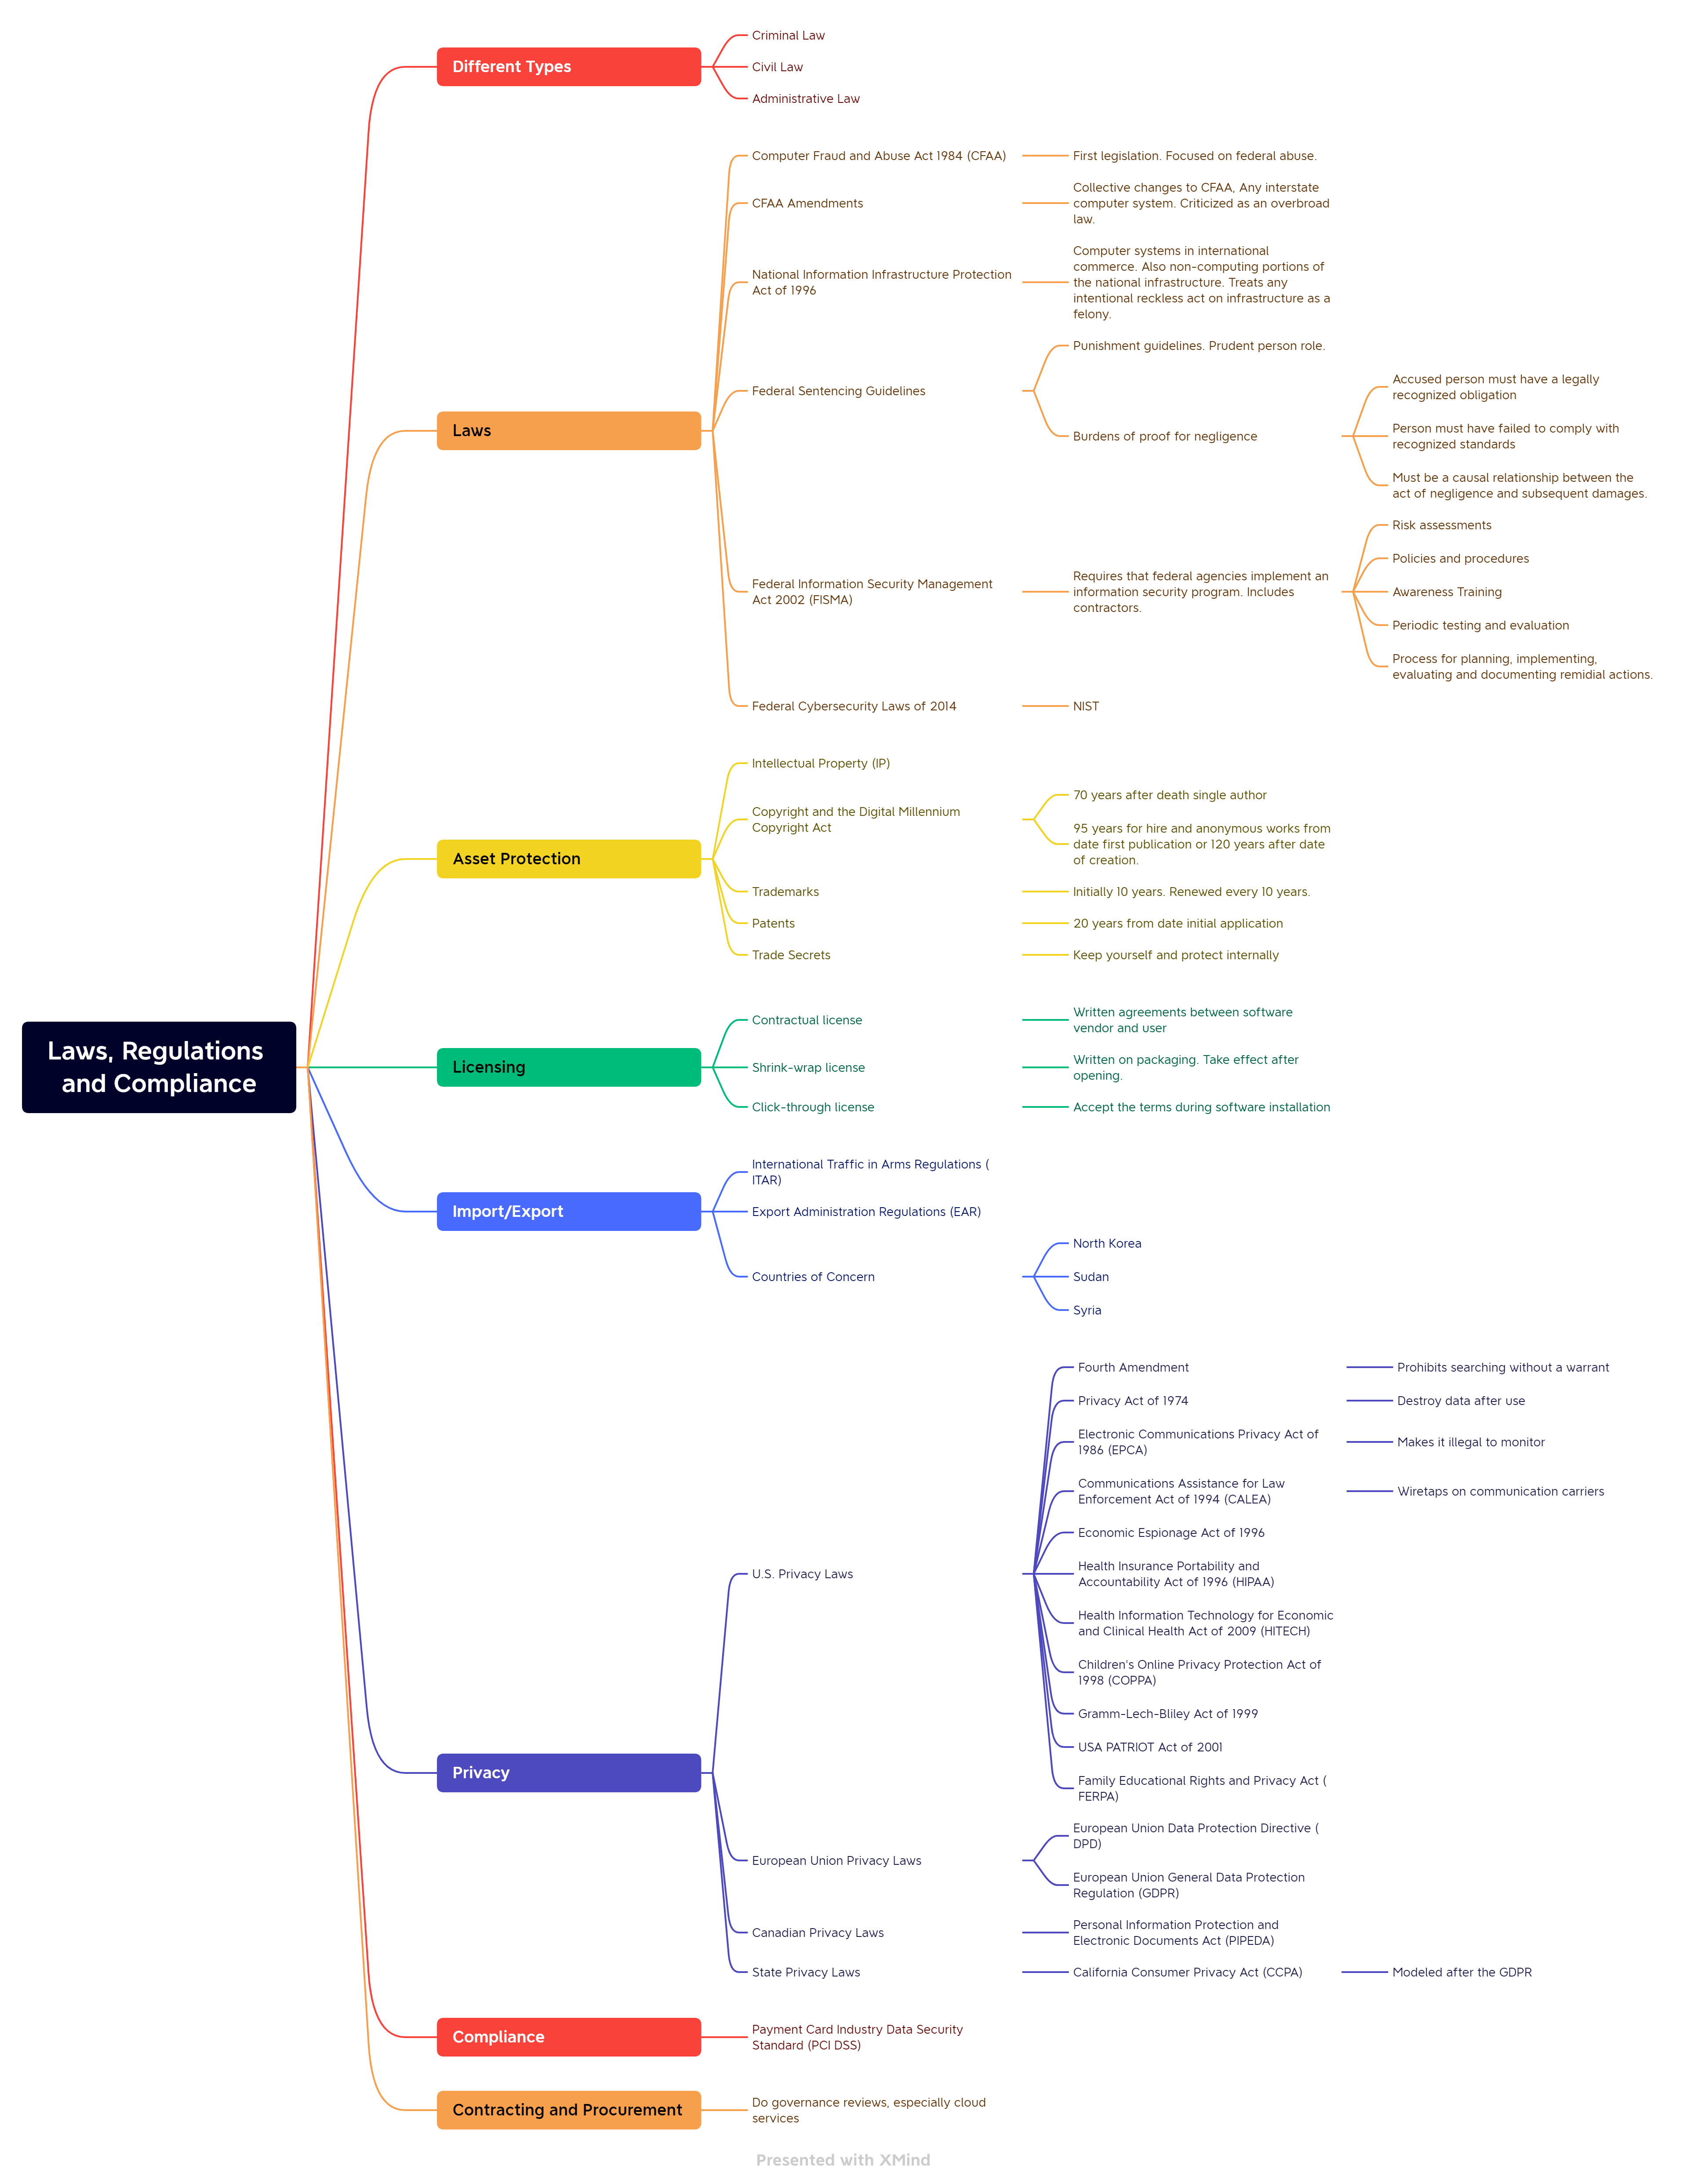 Laws, Regulations
and Compliance
Different Types
Criminal Law
Civil Law
Administrative Law
Laws
Computer Fraud and Abuse Act 1984 (CFAA)
First legislation. Focused on federal abuse.
CFAA Amendments
Collective changes to CFAA, Any interstate
computer system. Criticized as an overbroad
law.
National Information Infrastructure Protection
Act of 1996
Computer systems in international
commerce. Also non-computing portions of
the national infrastructure. Treats any
intentional reckless act on infrastructure as a
felony.
Federal Sentencing Guidelines
Punishment guidelines. Prudent person role.
Burdens of proof for negligence
Accused person must have a legally
recognized obligation
Person must have failed to comply with
recognized standards
Must be a causal relationship between the
act of negligence and subsequent damages.
Federal Information Security Management
Act 2002 (FISMA)
Requires that federal agencies implement an
information security program. Includes
contractors.
Risk assessments
Policies and procedures
Awareness Training
Periodic testing and evaluation
Process for planning, implementing,
evaluating and documenting remidial actions.
Federal Cybersecurity Laws of 2014
NIST
Asset Protection
Intellectual Property (IP)
Copyright and the Digital Millennium
Copyright Act
70 years after death single author
95 years for hire and anonymous works from
date first publication or 120 years after date
of creation.
Trademarks
Initially 10 years. Renewed every 10 years.
Patents
20 years from date initial application
Trade Secrets
Keep yourself and protect internally
Licensing
Contractual license
Written agreements between software
vendor and user
Shrink-wrap license
Written on packaging. Take effect after
opening.
Click-through license
Accept the terms during software installation
Import/Export
International Traffic in Arms Regulations (
ITAR)
Export Administration Regulations (EAR)
Countries of Concern
North Korea
Sudan
Syria
Privacy
U.S. Privacy Laws
Fourth Amendment
Prohibits searching without a warrant
Privacy Act of 1974
Destroy data after use
Electronic Communications Privacy Act of
1986 (EPCA)
Makes it illegal to monitor
Communications Assistance for Law
Enforcement Act of 1994 (CALEA)
Wiretaps on communication carriers
Economic Espionage Act of 1996
Health Insurance Portability and
Accountability Act of 1996 (HIPAA)
Health Information Technology for Economic
and Clinical Health Act of 2009 (HITECH)
Children's Online Privacy Protection Act of
1998 (COPPA)
Gramm-Lech-Bliley Act of 1999
USA PATRIOT Act of 2001
Family Educational Rights and Privacy Act (
FERPA)
European Union Privacy Laws
European Union Data Protection Directive (
DPD)
European Union General Data Protection
Regulation (GDPR)
Canadian Privacy Laws
Personal Information Protection and
Electronic Documents Act (PIPEDA)
State Privacy Laws
California Consumer Privacy Act (CCPA)
Modeled after the GDPR
Compliance
Payment Card Industry Data Security
Standard (PCI DSS)
Contracting and Procurement
Do governance reviews, especially cloud
services
Presented with XMind